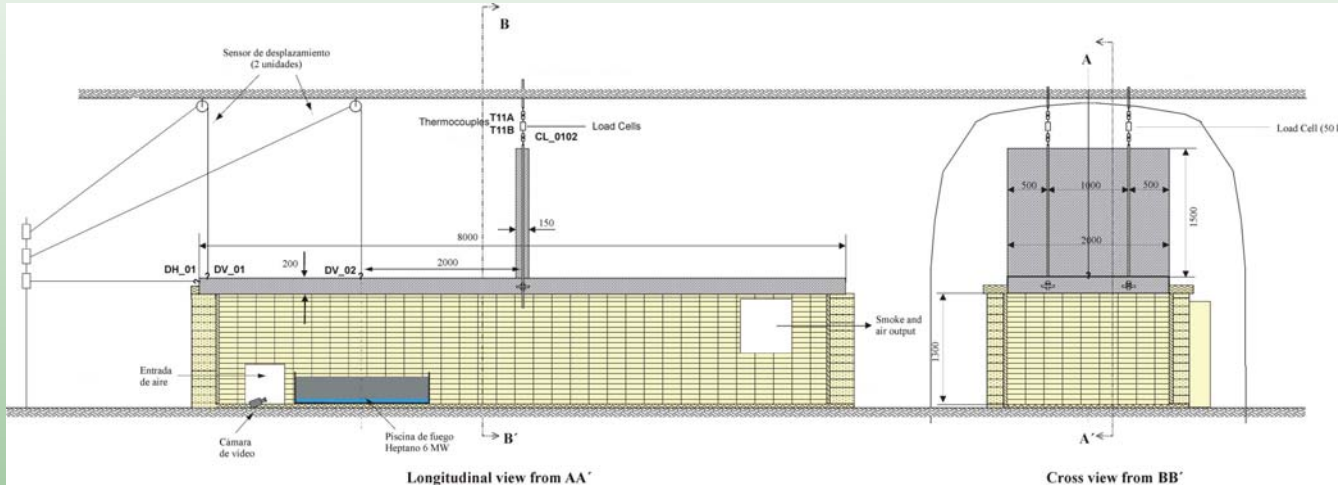 B
Sensor de desplazamiento
(2 unidades)
A
Thermocouples T11A
T11B
Load Cells
CL_0102
Load Cell (50
500
1000
500
150
1500
8000
2000
DH_01
DV_01
200
DV_02
2000
Smoke and
air output
1300
Entrada
de aire
Cámara
de vídeo
Piscina de fuego
Heptano 6 MW
B´
A´
Longitudinal view from AA´
Cross view from BB´